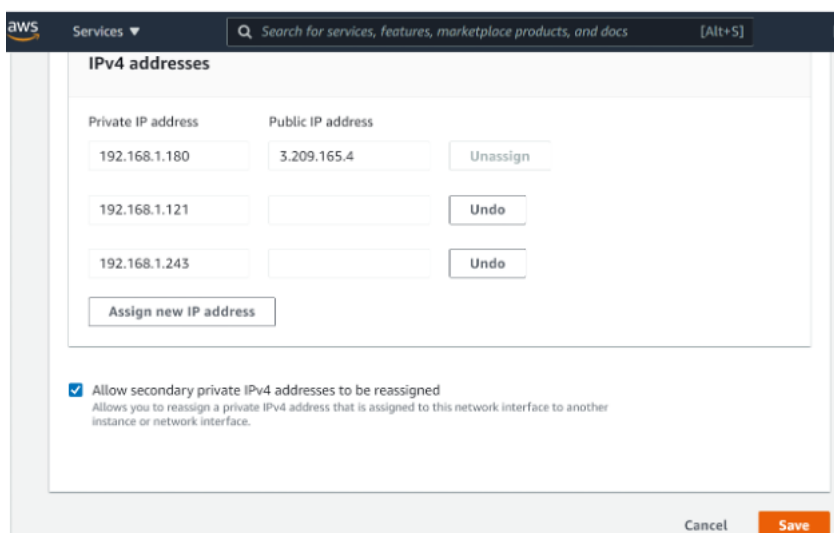 aws Services ▼ Search for services, features, marketplace products, and docs [Alt+S]
IPv4 addresses
Private IP address Public IP address
192.168.1.180 3.209.165.4 Unassign
192.168.1.121 Undo
192.168.1.243 Undo
Assign new IP address
Allow secondary private IPv4 addresses to be reassigned
Allows you to reassign a private IPv4 address that is assigned to this network interface to another
instance or network interface.
Cancel Save